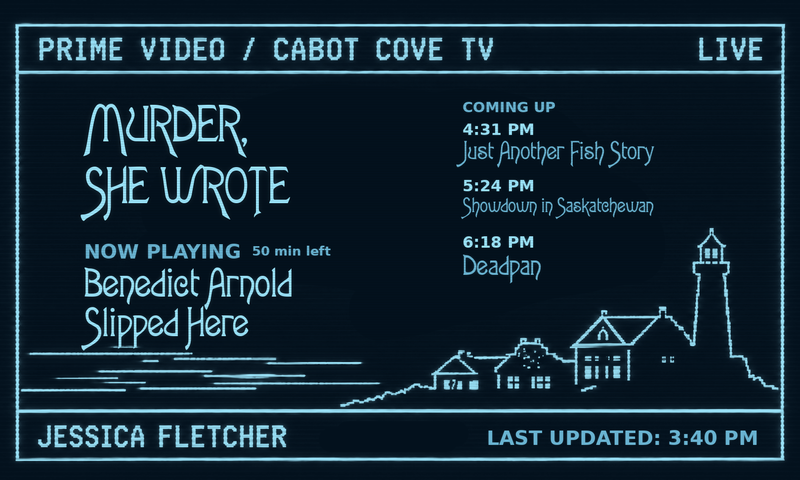 PRIME VIDEO / CABOT COVE TV
LIVE
MURDER,
SHE WROTE
NOW PLAYING 50 min left
Benedict Arnold
Slipped Here
COMING UP
4:31 PM
Just Another Fish Story
5:24 PM
Showdown in Saskatchewan
6:18 PM
Deadpan
JESSICA FLETCHER
LAST UPDATED: 3:40 PM